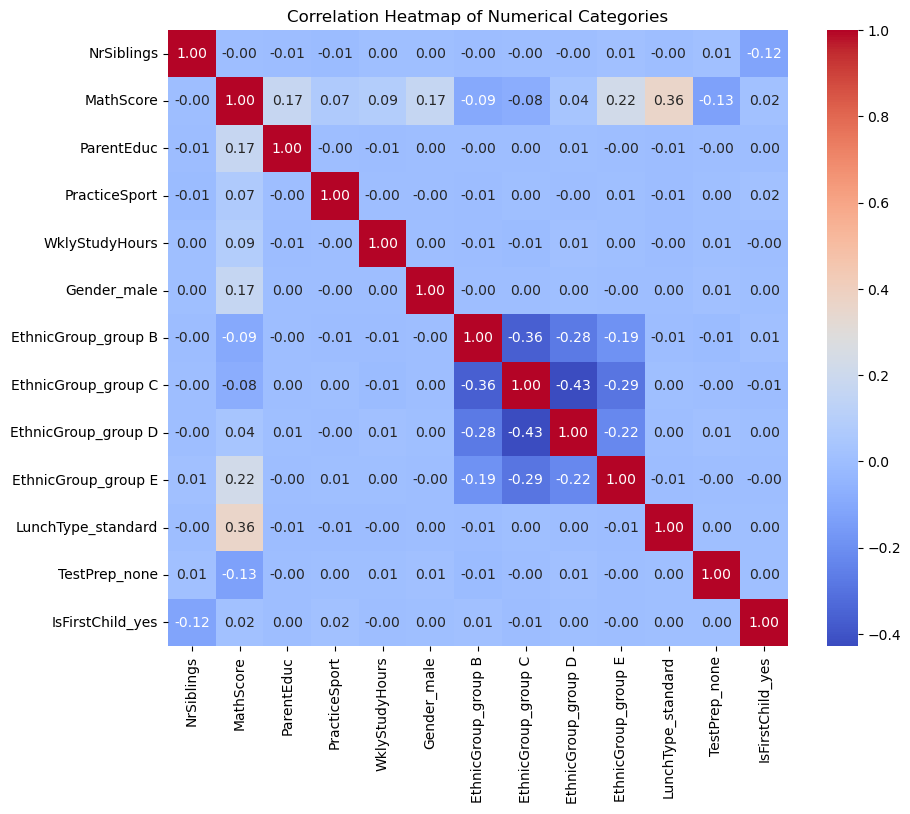 Correlation Heatmap of Numerical Categories
NrSiblings 1.00 -0.00 -0.01 -0.01 0.00 0.00 -0.00 -0.00 -0.00 0.01 -0.00 0.01 -0.12
MathScore -0.00 1.00 0.17 0.07 0.09 0.17 -0.09 -0.08 0.04 0.22 0.36 -0.13 0.02
ParentEduc -0.01 0.17 1.00 -0.00 -0.01 0.00 -0.00 0.00 0.01 -0.00 -0.01 -0.00 0.00
PracticeSport -0.01 0.07 -0.00 1.00 -0.00 -0.00 -0.01 0.00 -0.00 0.01 -0.01 0.00 0.02
WklyStudyHours 0.00 0.09 -0.01 -0.00 1.00 0.00 -0.01 -0.01 0.01 0.00 -0.00 0.01 -0.00
Gender_male 0.00 0.17 0.00 -0.00 0.00 1.00 -0.00 -0.00 0.00 -0.00 0.00 0.01 0.00
EthnicGroup_group B -0.00 -0.09 -0.00 -0.01 -0.01 -0.00 1.00 -0.36 -0.28 -0.19 -0.01 -0.01 0.01
EthnicGroup_group C -0.00 -0.08 0.00 0.00 -0.01 -0.00 -0.36 1.00 -0.43 -0.29 0.00 -0.00 -0.01
EthnicGroup_group D -0.00 0.04 0.01 -0.00 0.01 0.00 -0.28 -0.43 1.00 -0.22 0.00 0.01 0.00
EthnicGroup_group E 0.01 0.22 -0.00 0.01 0.00 -0.00 -0.19 -0.29 -0.22 1.00 -0.01 -0.00 -0.00
LunchType_standard -0.00 0.36 -0.01 -0.01 -0.00 0.00 -0.01 0.00 0.00 -0.01 1.00 0.00 0.00
TestPrep_none 0.01 -0.13 -0.00 0.00 0.01 0.01 -0.01 -0.00 0.01 -0.00 0.00 1.00 0.00
IsFirstChild_yes -0.12 0.02 0.00 0.02 -0.00 0.00 0.01 -0.01 0.00 -0.00 0.00 0.00 1.00
NrSiblings
MathScore
ParentEduc
PracticeSport
WklyStudyHours
Gender_male
EthnicGroup_group B
EthnicGroup_group C
EthnicGroup_group D
EthnicGroup_group E
LunchType_standard
TestPrep_none
IsFirstChild_yes
1.0
0.8
0.6
0.4
0.2
0.0
−0.2
−0.4